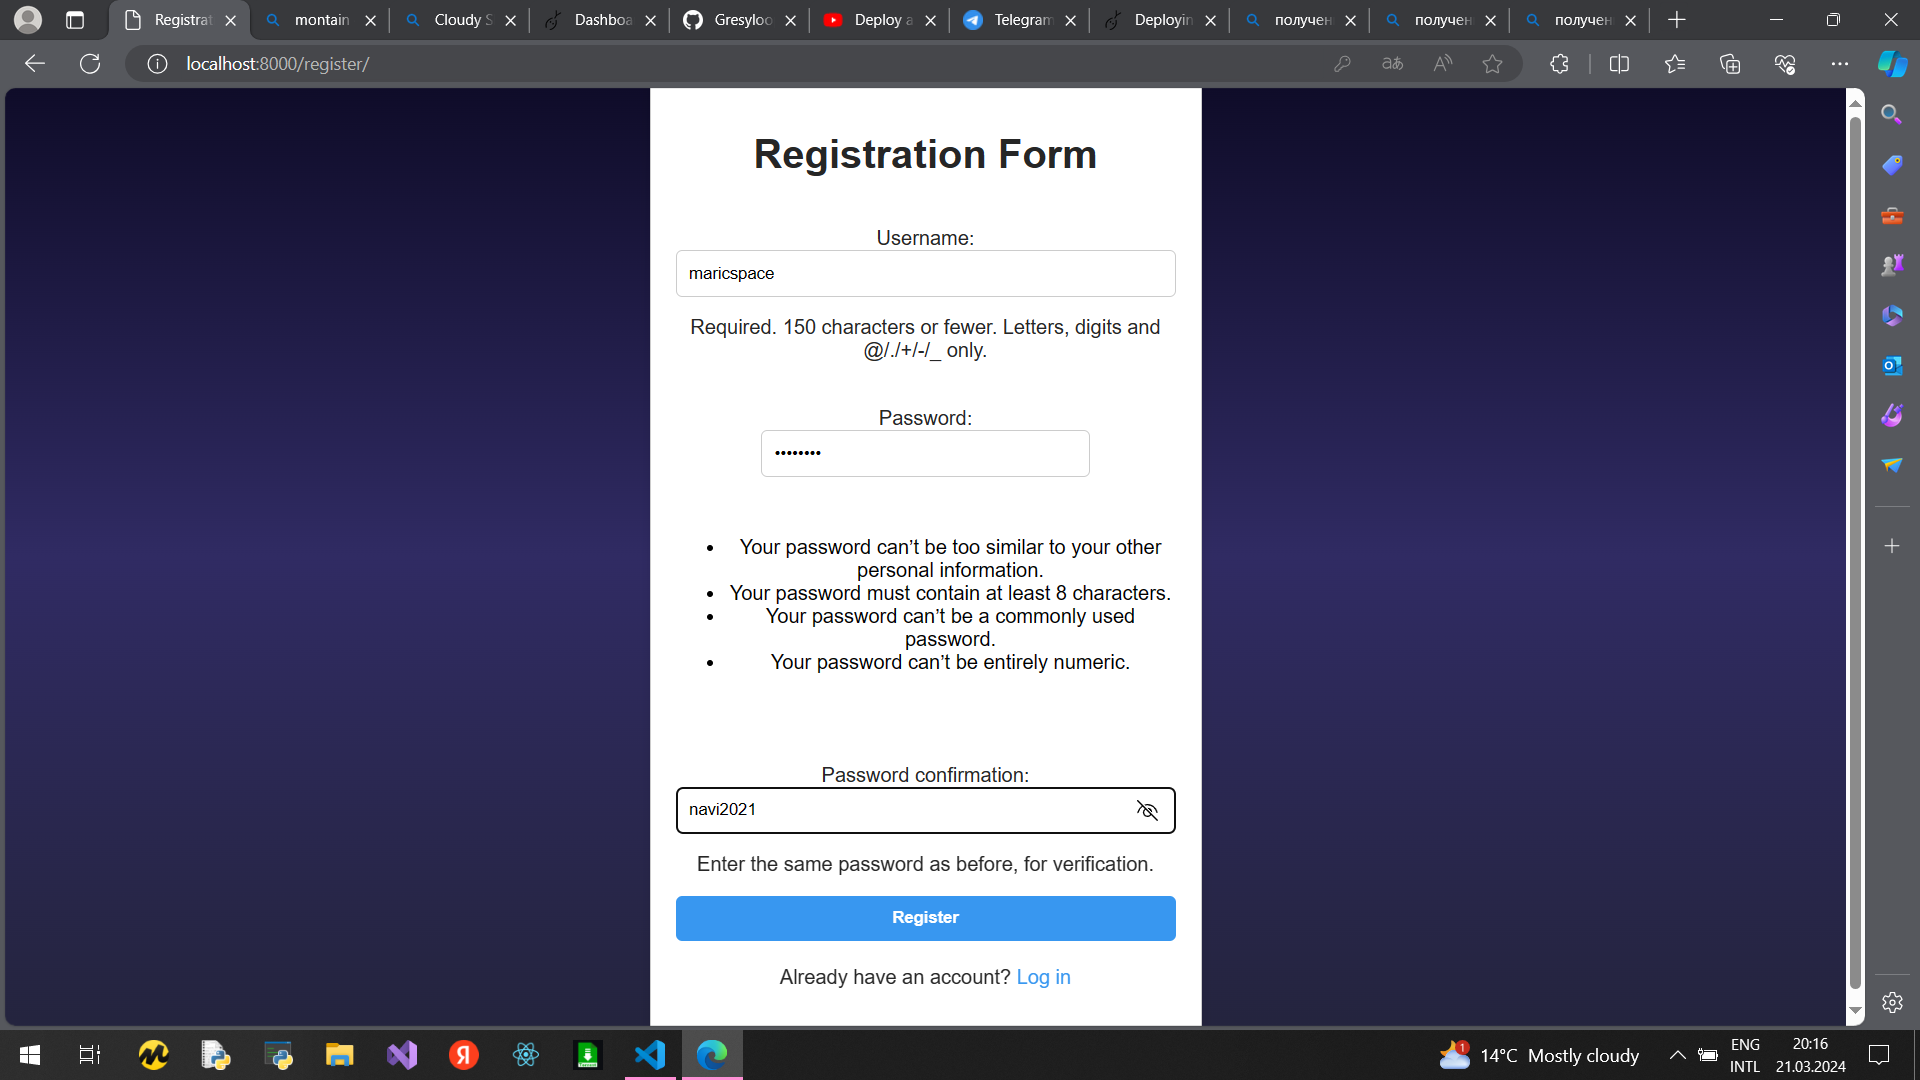 Registrat
montain
Cloudy S
Dashboa
Gresyloo
Deploy a
Telegram
Deployin
получен
получен
получен
localhost:8000/register/
Registration Form
Username:
maricspace
Required. 150 characters or fewer. Letters, digits and
@/./+/-/_ only.
Password:
••••••••
• Your password can’t be too similar to your other
personal information.
• Your password must contain at least 8 characters.
• Your password can’t be a commonly used
password.
• Your password can’t be entirely numeric.
Password confirmation:
navi2021
Enter the same password as before, for verification.
Register
Already have an account? Log in
1
14°C Mostly cloudy
ENG
INTL
20:16
21.03.2024